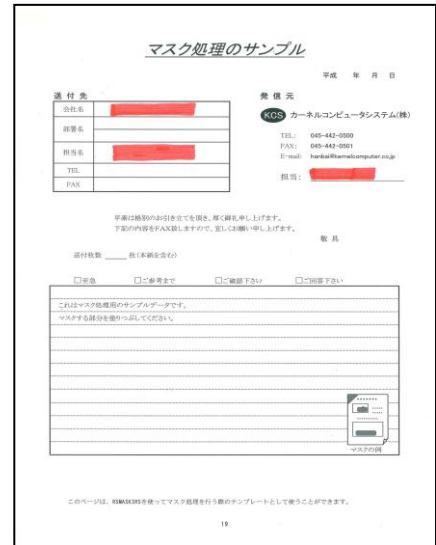 マスク処理のサンプル
平成 年 月 日
送付先
会社名
部署名
担当名
TEL
FAX
発信元
KCS カーネルコンピュータシステム(株)
TEL: 045-442-0500
FAX: 045-442-0501
E-mail: hanbai@kernelcomputer.co.jp
担当:
平素は格別のお引き立てを頂き、厚く御礼申し上げます。
下記の内容をFAX致しますので、宜しくお願い申し上げます。
敬具
送付枚数 枚(本紙を含む)
□至急 □ご参考まで □ご確認下さい □ご回答下さい
これはマスク処理用のサンプルデータです。
マスクする部分を塗りつぶしてください。
マスクの例
このページは、RSMASK3RSを使ってマスク処理を行う際のテンプレートとして使うことができます。
19